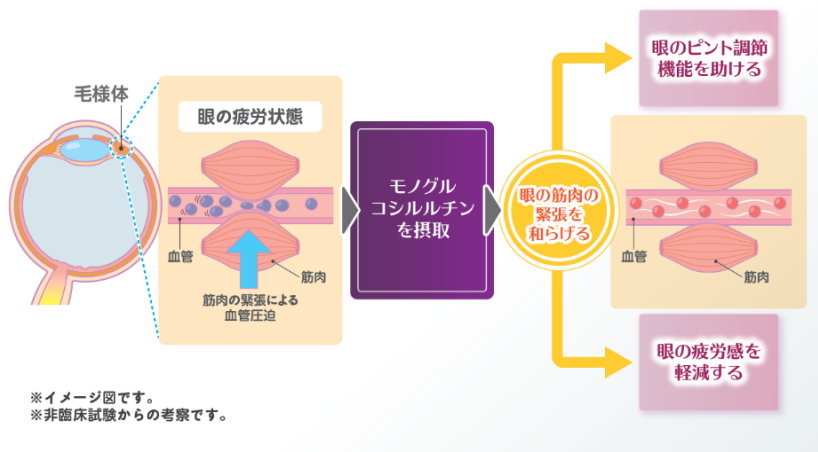 毛様体
眼の疲労状態
血管
筋肉
筋肉の緊張による
血管圧迫
モノグル
コシルルチン
を摂取
眼の筋肉の
緊張を
和らげる
眼のピント調節
機能を助ける
血管
筋肉
眼の疲労感を
軽減する
※イメージ図です。
※非臨床試験からの考察です。